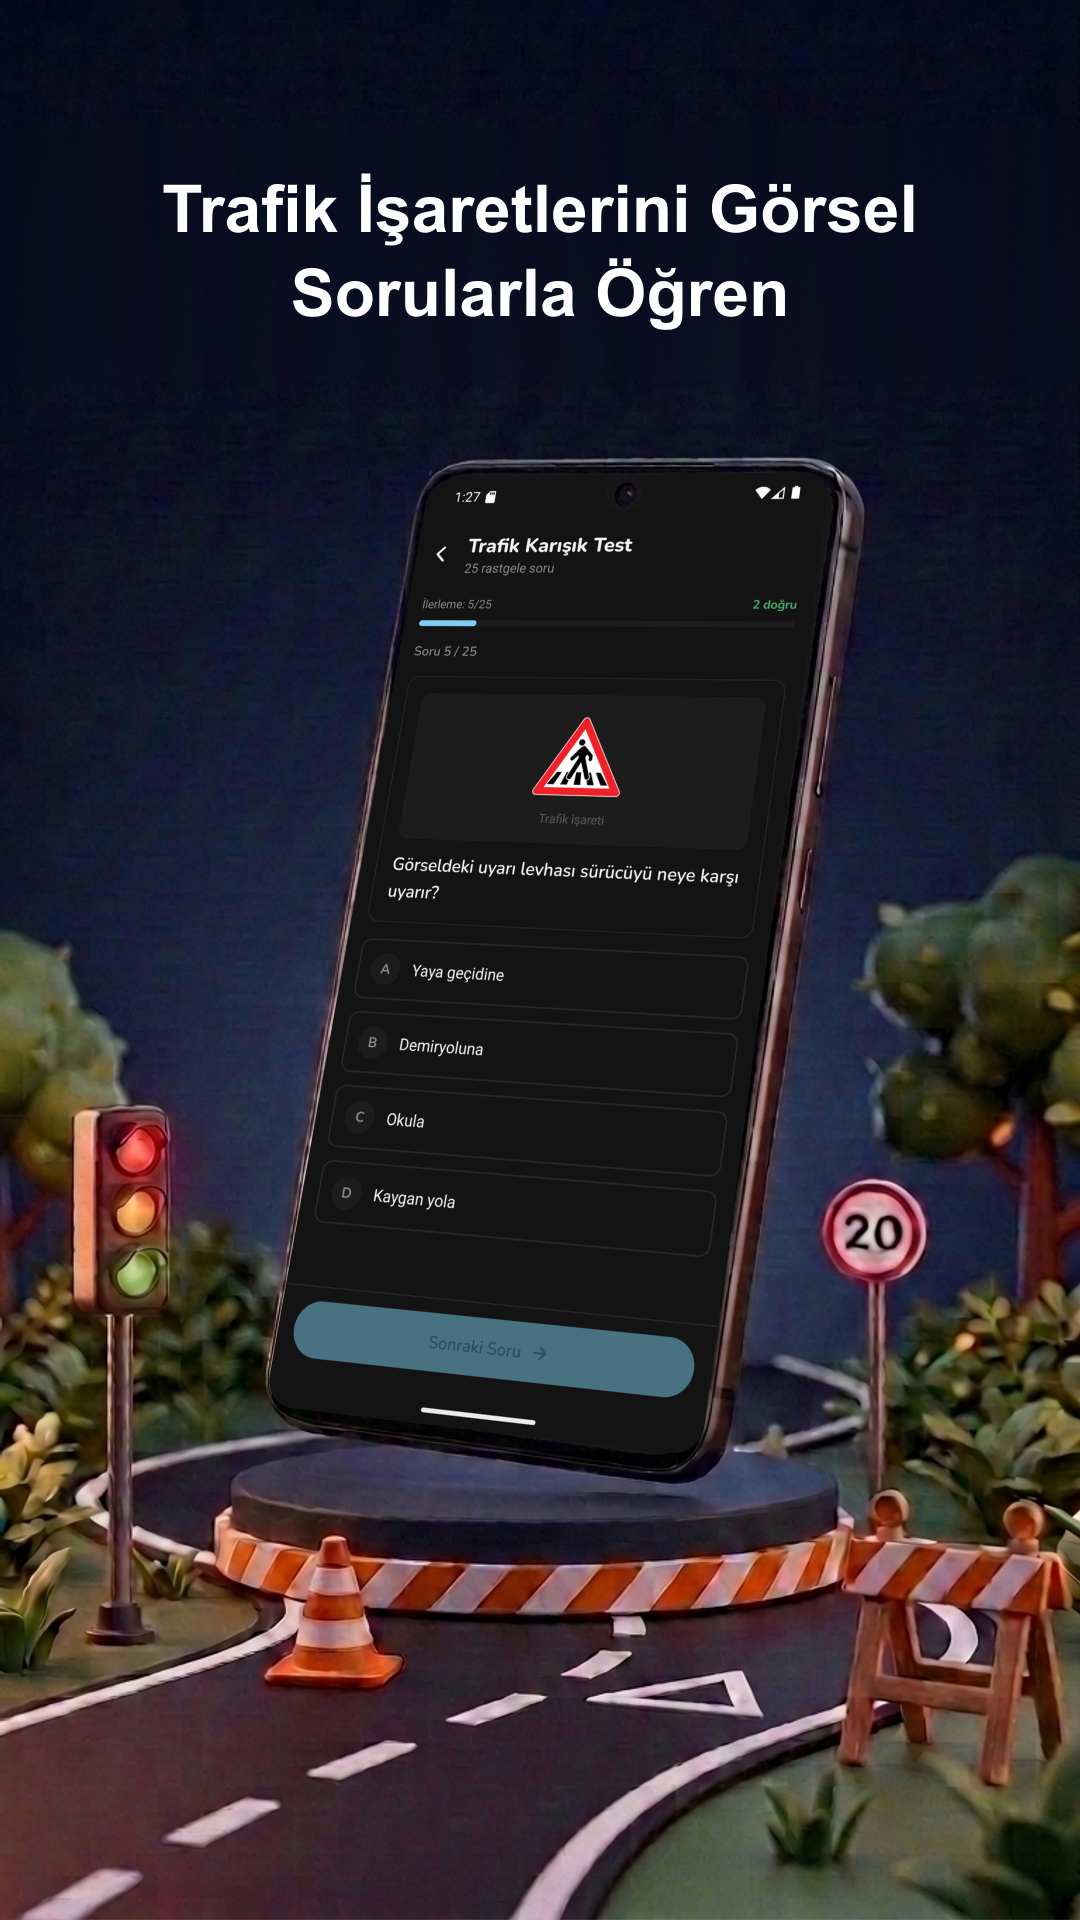 Trafik İşaretlerini Görsel
Sorularla Öğren
1:27
Trafik Karışık Test
25 rastgele soru
İlerleme: 5/25
2 doğru
Soru 5 / 25
Trafik işareti
Görseldeki uyarı levhası sürücüyü neye karşı
uyarır?
A Yaya geçidine
B Demiryoluna
C Okula
D Kaygan yola
Sonraki Soru →
20